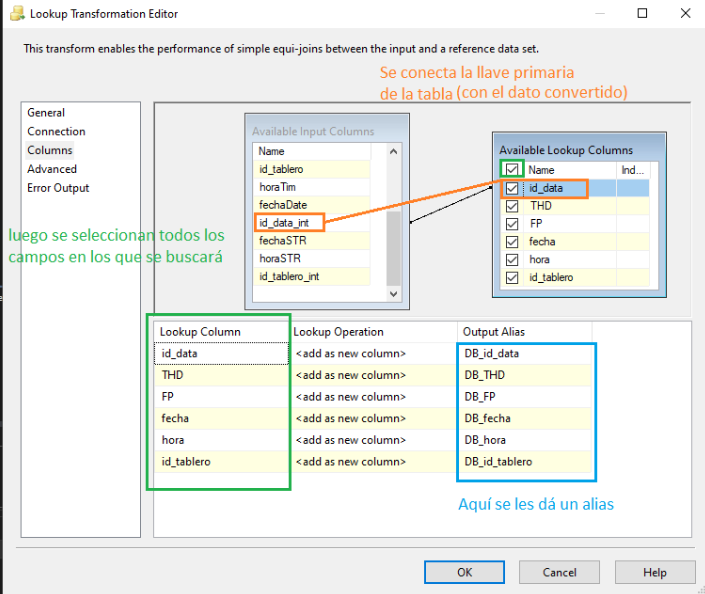 Lookup Transformation Editor
This transform enables the performance of simple equi-joins between the input and a reference data set.
Se conecta la llave primaria
de la tabla (con el dato convertido)
General
Connection
Columns
Advanced
Error Output
Available Input Columns
Name
id_tablero
horaTim
fechaDate
id_data_int
fechaSTR
horaSTR
id_tablero_int
Available Lookup Columns
Name Ind...
id_data
THD
FP
fecha
hora
id_tablero
luego se seleccionan todos los
campos en los que se buscará
Lookup Column Lookup Operation Output Alias
id_data <add as new column> DB_id_data
THD <add as new column> DB_THD
FP <add as new column> DB_FP
fecha <add as new column> DB_fecha
hora <add as new column> DB_hora
id_tablero <add as new column> DB_id_tablero
Aquí se les dá un alias
OK Cancel Help